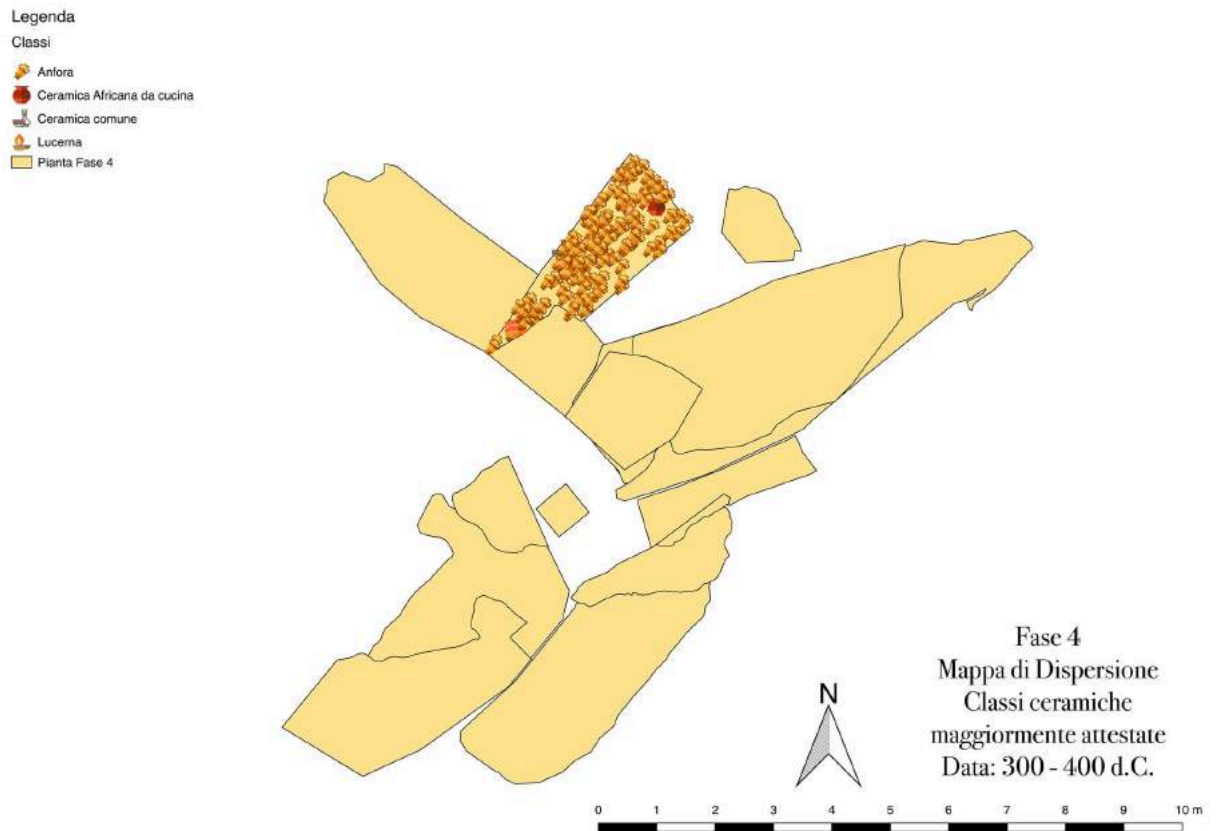 Legenda
Classi
Anfora
Ceramica Africana da cucina
Ceramica comune
Lucerna
Pianta Fase 4
Fase 4
Mappa di Dispersione
Classi ceramiche
maggiormente attestate
Data: 300 - 400 d.C.
N
0 1 2 3 4 5 6 7 8 9 10 m